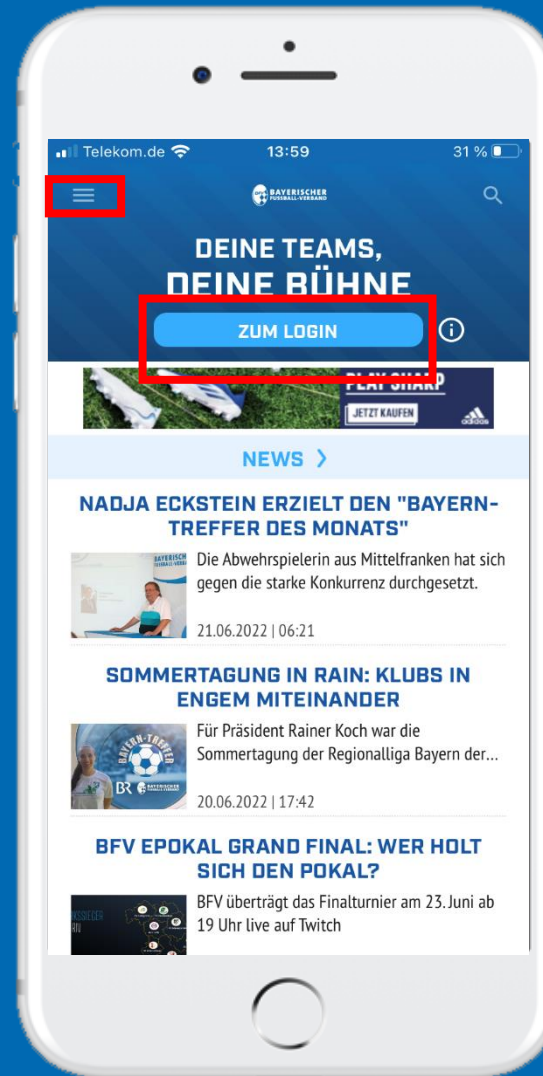 Telekom.de 13:59 31 %
BAYERISCHER
FUSSBALL-VERBAND
DEINE TEAMS,
DEINE BÜHNE
ZUM LOGIN
PLAY SHARP
JETZT KAUFEN
adidas
NEWS
NADJA ECKSTEIN ERZIELT DEN "BAYERN-
TREFFER DES MONATS"
Die Abwehrspielerin aus Mittelfranken hat sich
gegen die starke Konkurrenz durchgesetzt.
21.06.2022 | 06:21
SOMMERTAGUNG IN RAIN: KLUBS IN
ENGEM MITEINANDER
Für Präsident Rainer Koch war die
Sommertagung der Regionalliga Bayern der...
BAYERN-TREFFER
BR
20.06.2022 | 17:42
BFV EPOKAL GRAND FINAL: WER HOLT
SICH DEN POKAL?
BFV überträgt das Finalturnier am 23. Juni ab
19 Uhr live auf Twitch